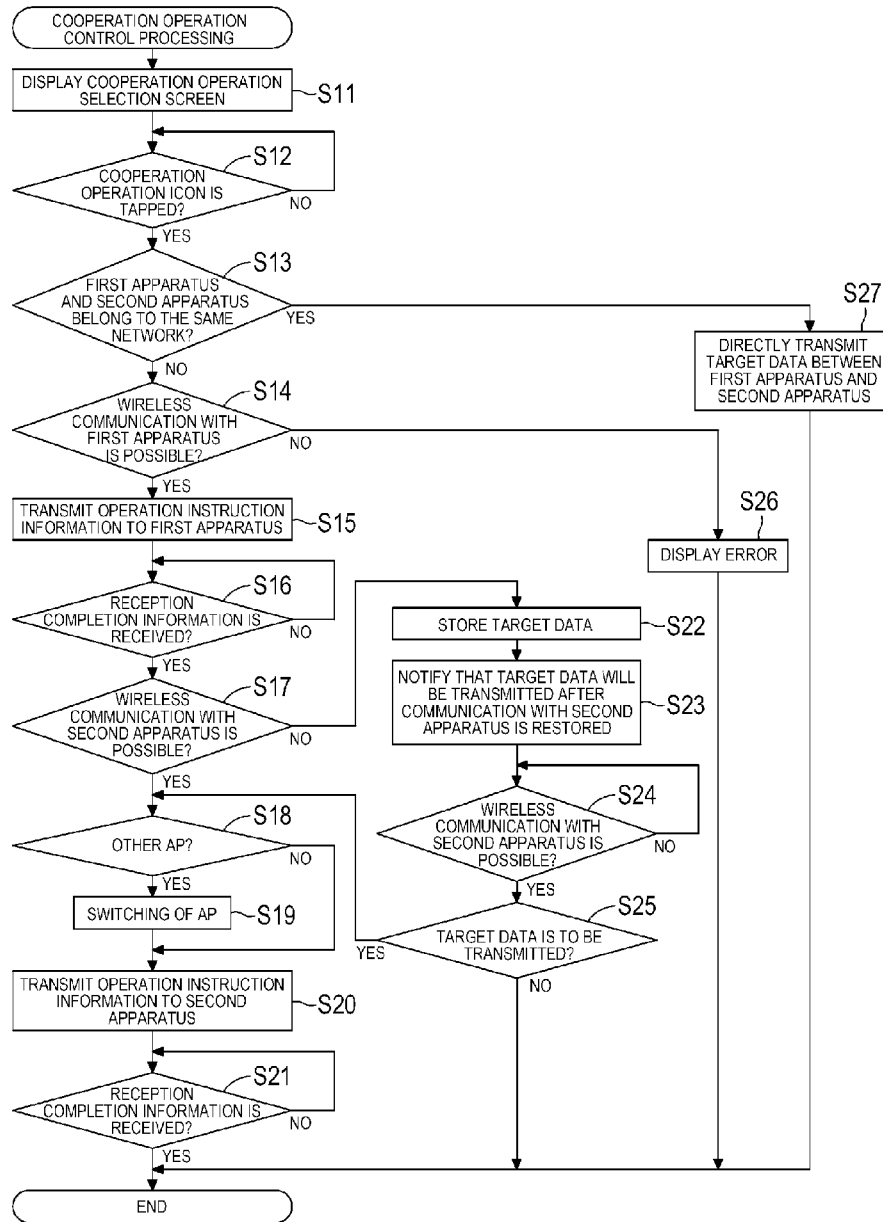 COOPERATION OPERATION
CONTROL PROCESSING
DISPLAY COOPERATION OPERATION
SELECTION SCREEN
S11
S12
COOPERATION
OPERATION ICON IS
TAPPED?
NO
YES
S13
FIRST APPARATUS
AND SECOND APPARATUS
BELONG TO THE SAME
NETWORK?
YES
NO
S27
DIRECTLY TRANSMIT
TARGET DATA BETWEEN
FIRST APPARATUS AND
SECOND APPARATUS
S14
WIRELESS
COMMUNICATION WITH
FIRST APPARATUS
IS POSSIBLE?
NO
YES
TRANSMIT OPERATION INSTRUCTION
INFORMATION TO FIRST APPARATUS
S15
S26
DISPLAY ERROR
S16
RECEPTION
COMPLETION INFORMATION IS
RECEIVED?
NO
YES
S17
WIRELESS
COMMUNICATION WITH
SECOND APPARATUS IS
POSSIBLE?
NO
YES
STORE TARGET DATA
S22
NOTIFY THAT TARGET DATA WILL
BE TRANSMITTED AFTER
COMMUNICATION WITH SECOND
APPARATUS IS RESTORED
S23
S24
WIRELESS
COMMUNICATION WITH
SECOND APPARATUS IS
POSSIBLE?
NO
YES
S25
TARGET DATA IS TO BE
TRANSMITTED?
YES
NO
S18
OTHER AP?
NO
YES
SWITCHING OF AP
S19
TRANSMIT OPERATION INSTRUCTION
INFORMATION TO SECOND
APPARATUS
S20
S21
RECEPTION
COMPLETION INFORMATION IS
RECEIVED?
NO
YES
END